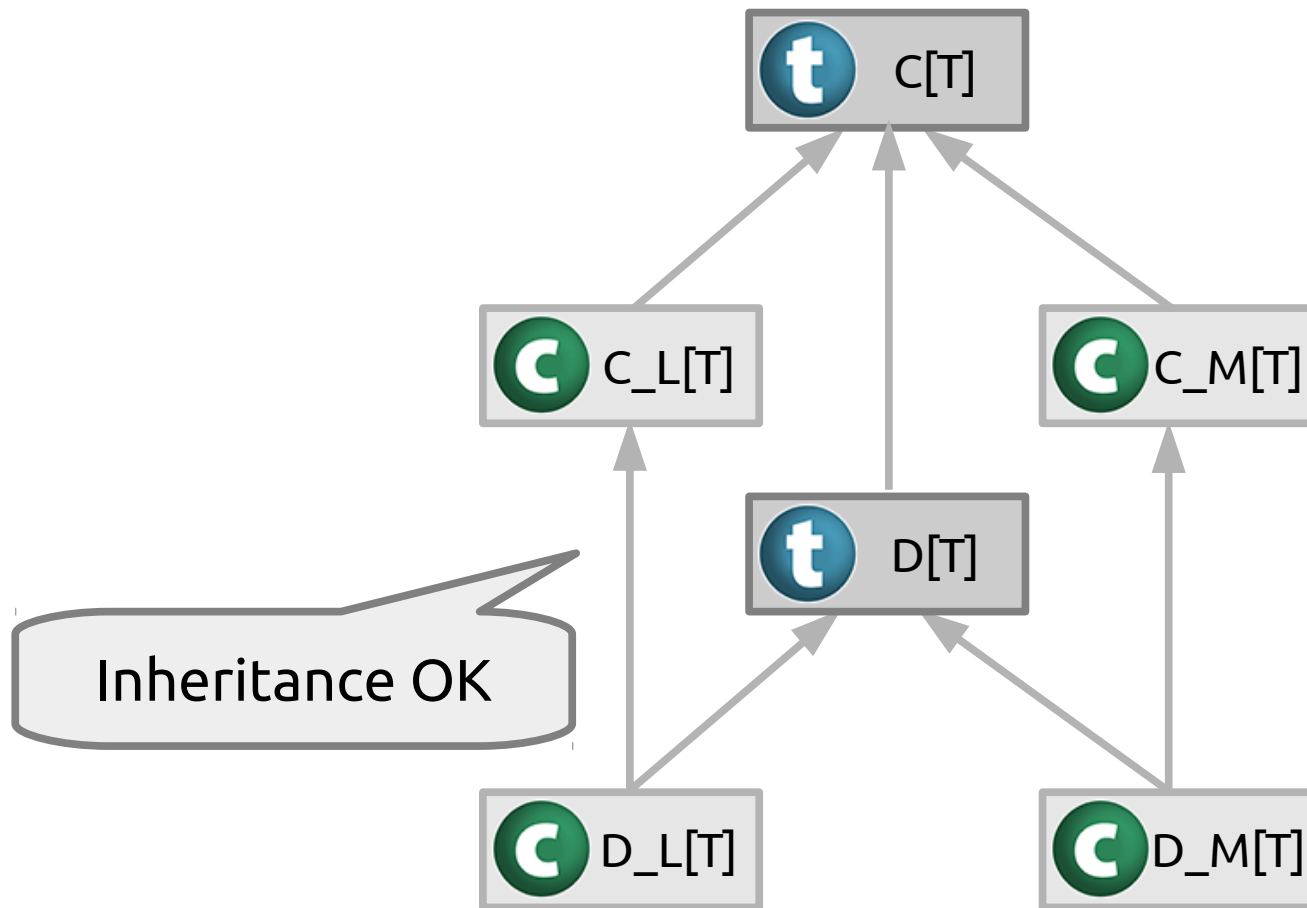 t C[T]
C C_L[T]
C C_M[T]
t D[T]
Inheritance OK
C D_L[T]
C D_M[T]